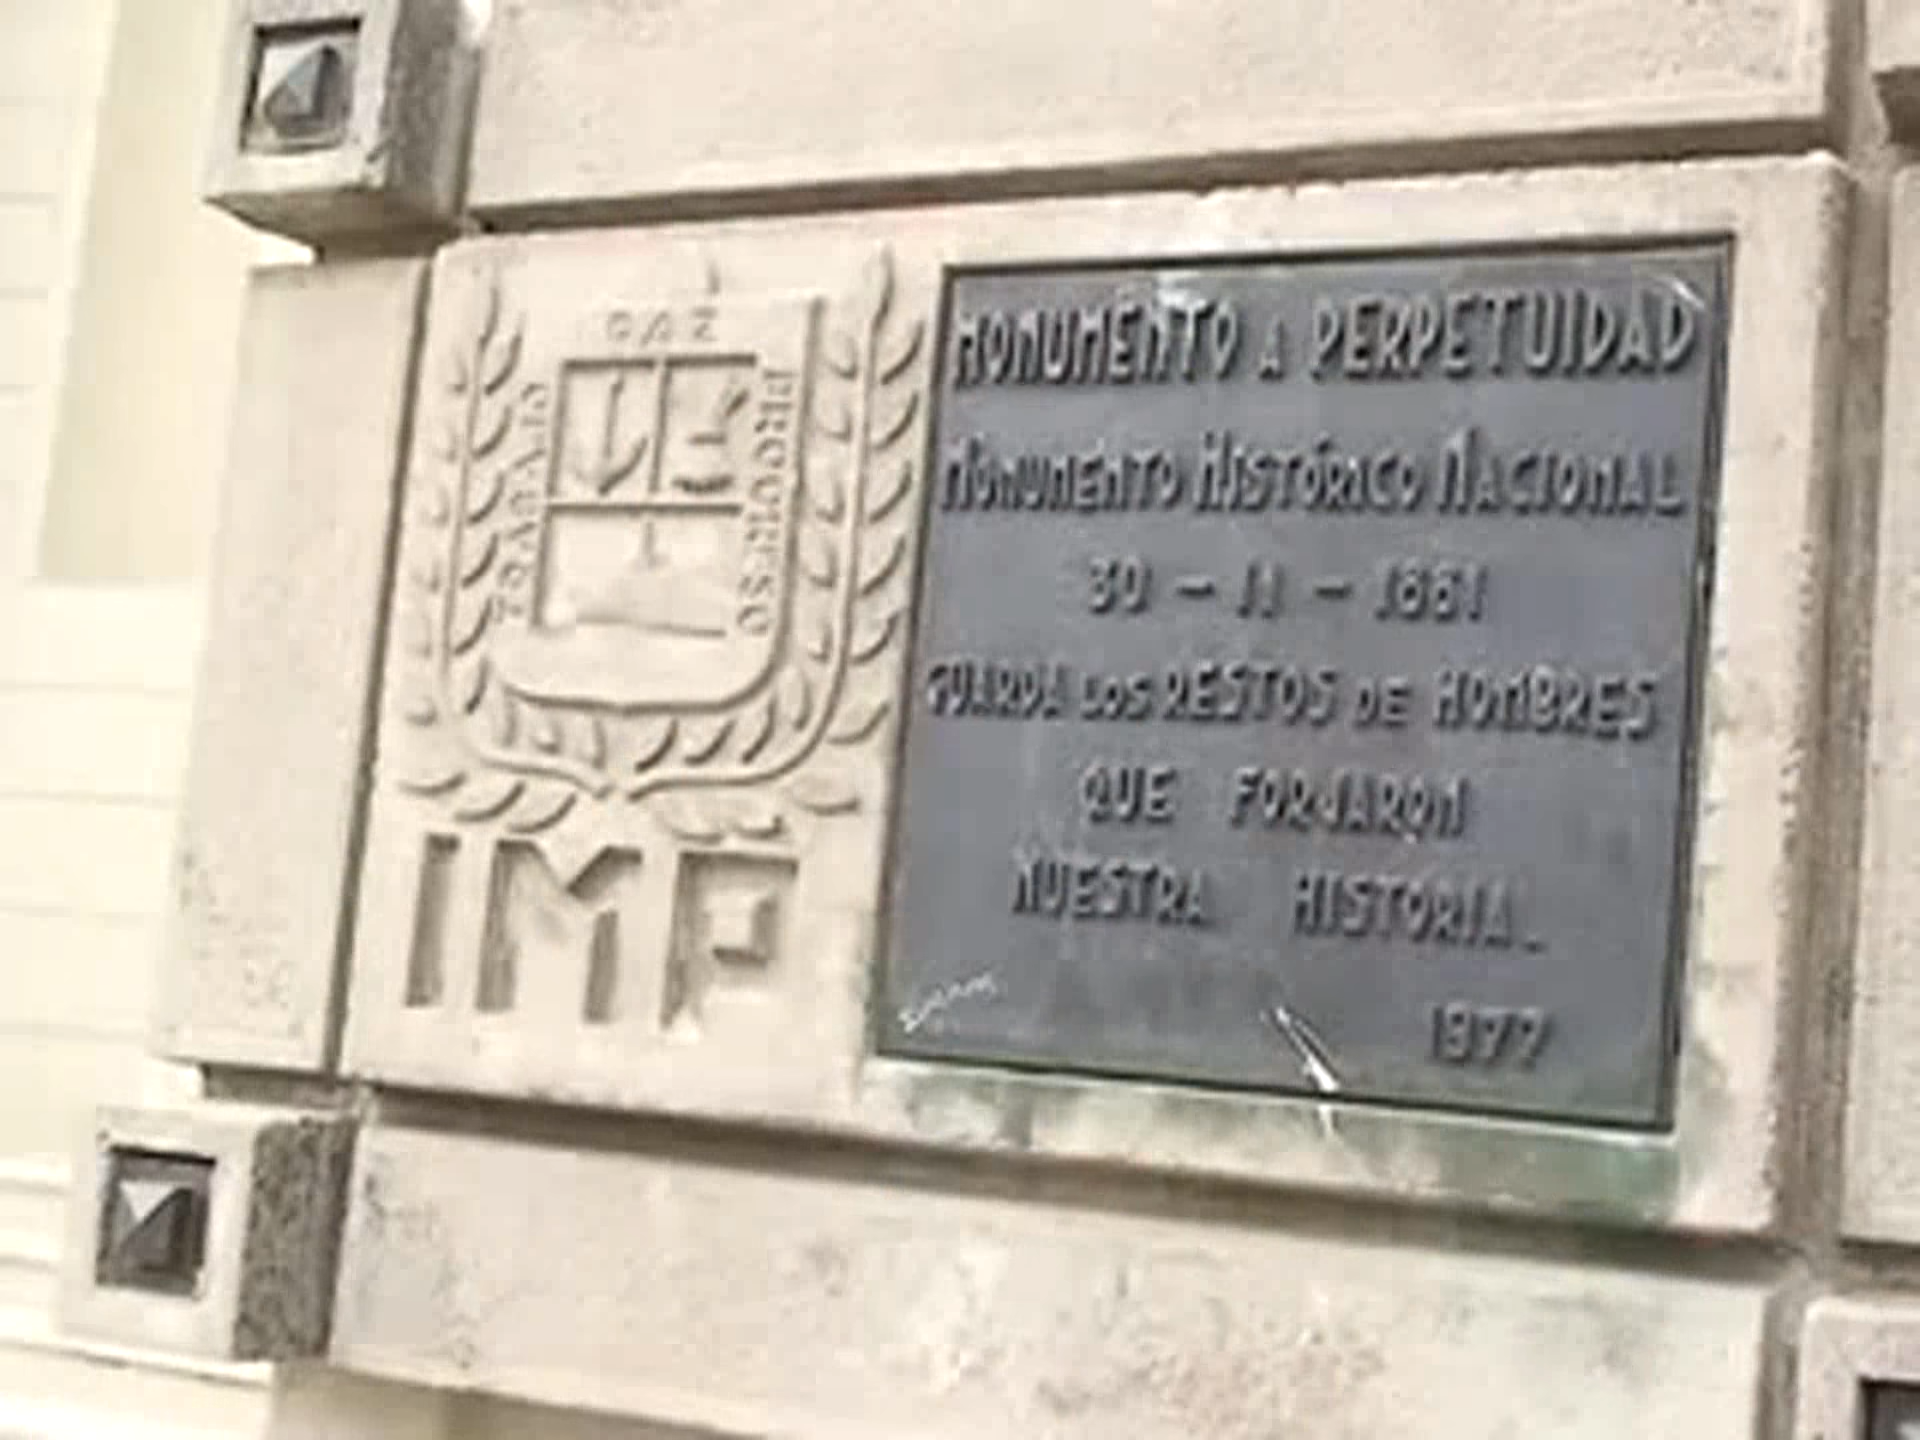 PAZ
TRABAJO
PROGRESO
IMP
MONUMENTO A PERPETUIDAD
MONUMENTO HISTÓRICO NACIONAL
30 - 11 - 1881
GUARDA LOS RESTOS DE HOMBRES
QUE FORJARON
NUESTRA HISTORIA.
1977